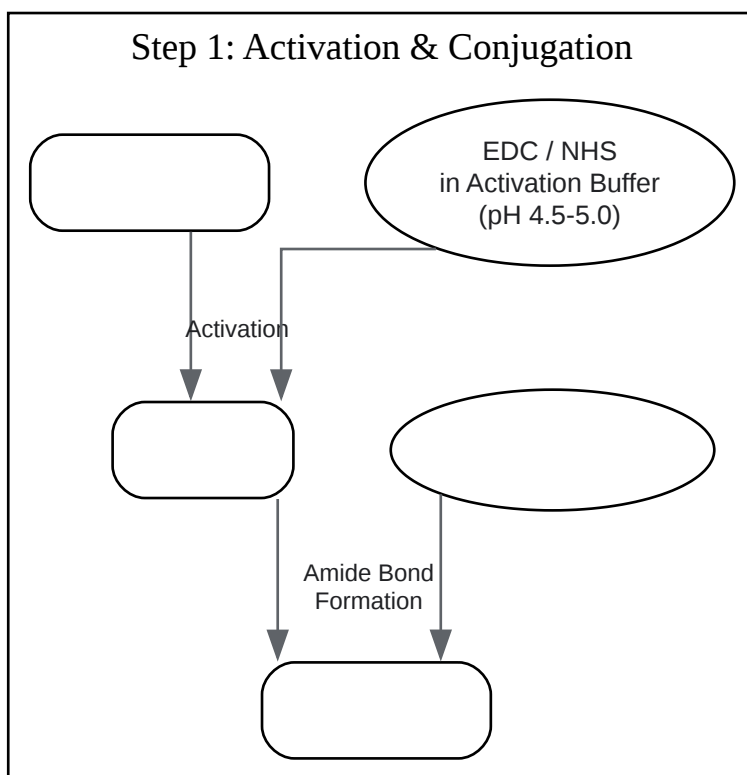 Step 1: Activation & Conjugation
EDC / NHS
in Activation Buffer
(pH 4.5-5.0)
Activation
Amide Bond
Formation